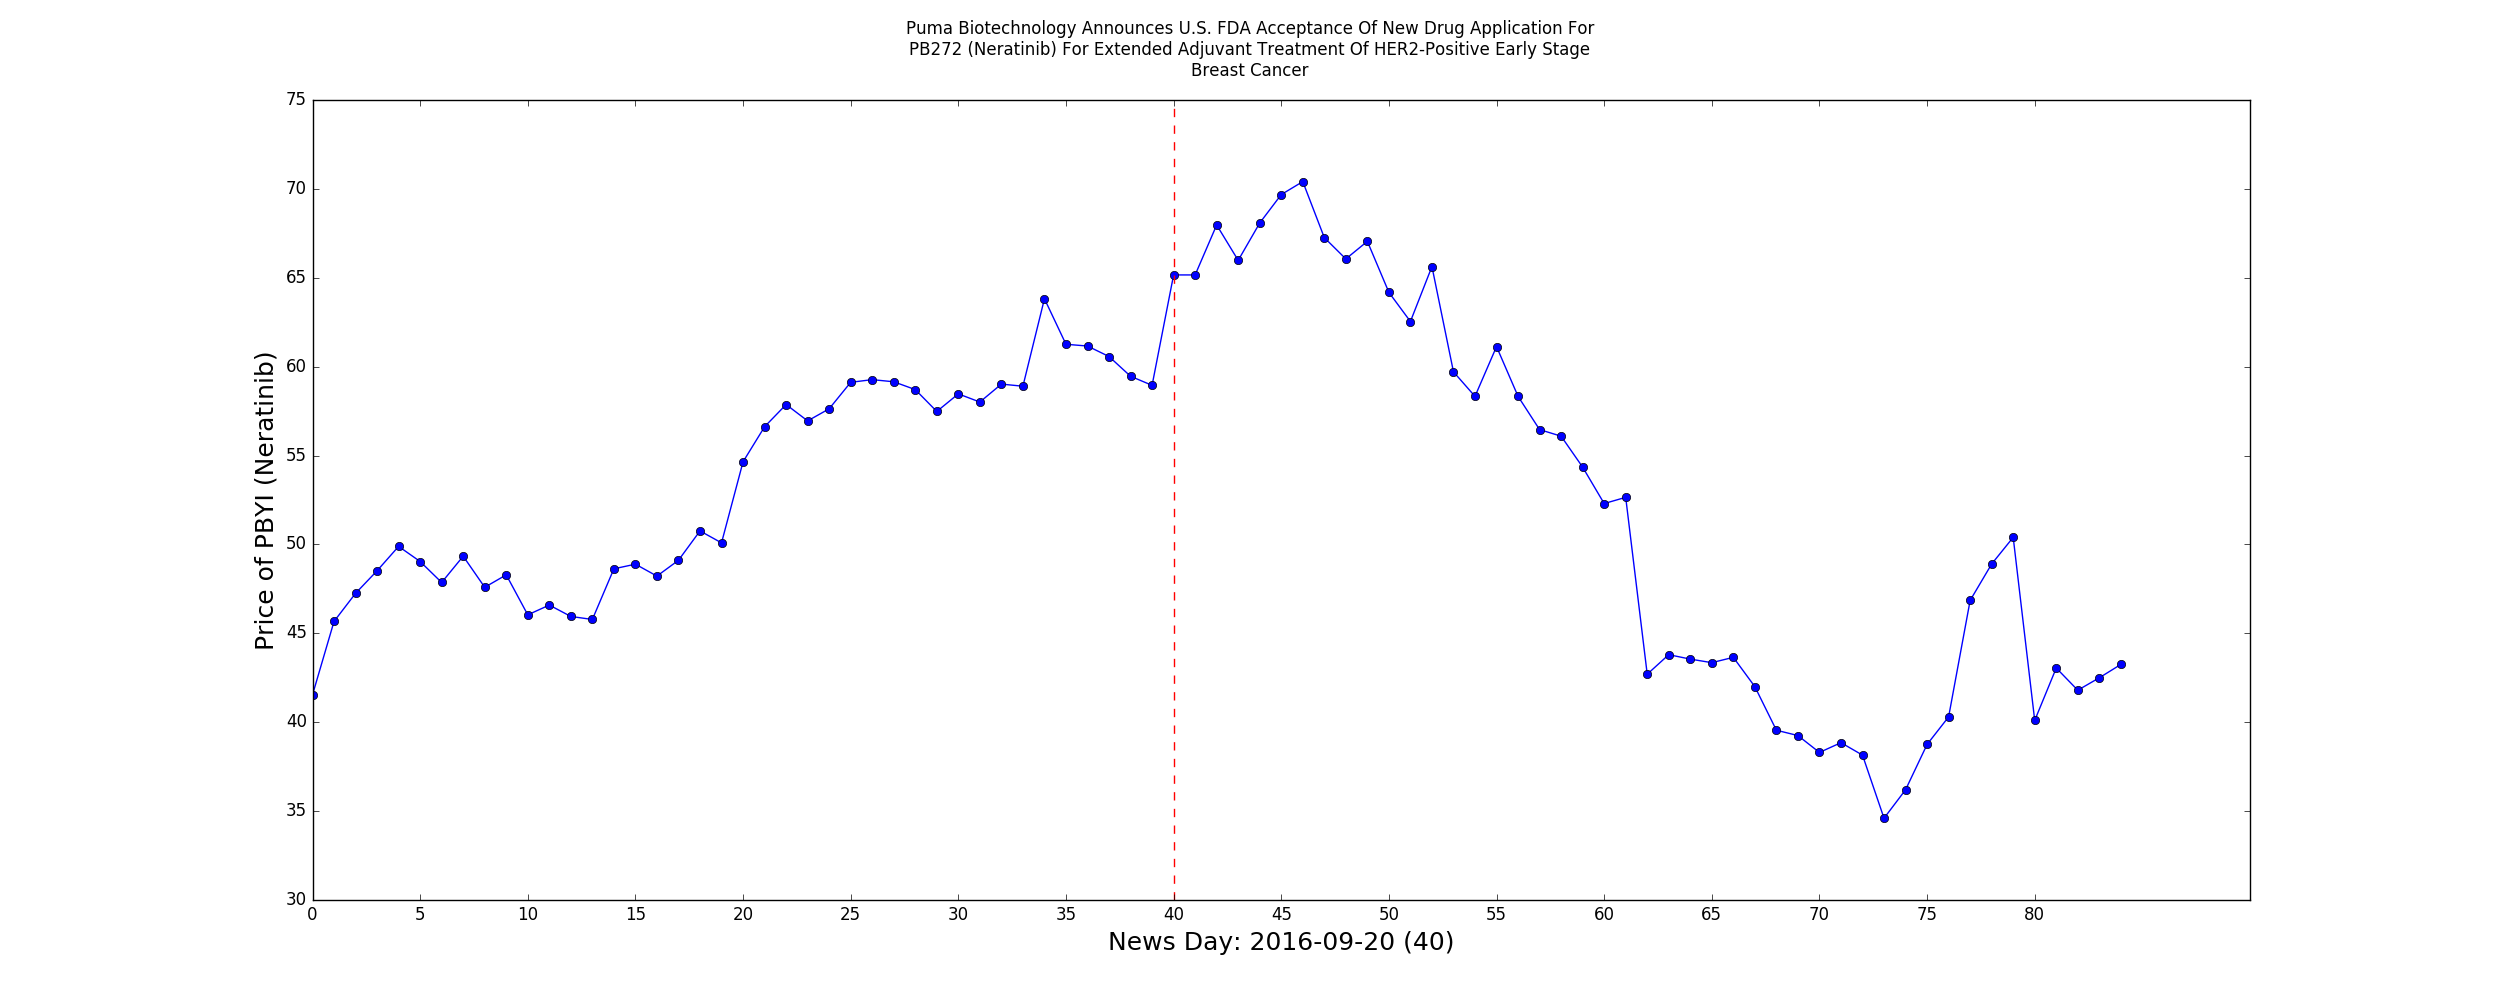 Puma Biotechnology Announces U.S. FDA Acceptance Of New Drug Application For
PB272 (Neratinib) For Extended Adjuvant Treatment Of HER2-Positive Early Stage
Breast Cancer
75
70
65
60
55
50
45
40
35
30
Price of PBYI (Neratinib)
0 5 10 15 20 25 30 35 40 45 50 55 60 65 70 75 80
News Day: 2016-09-20 (40)